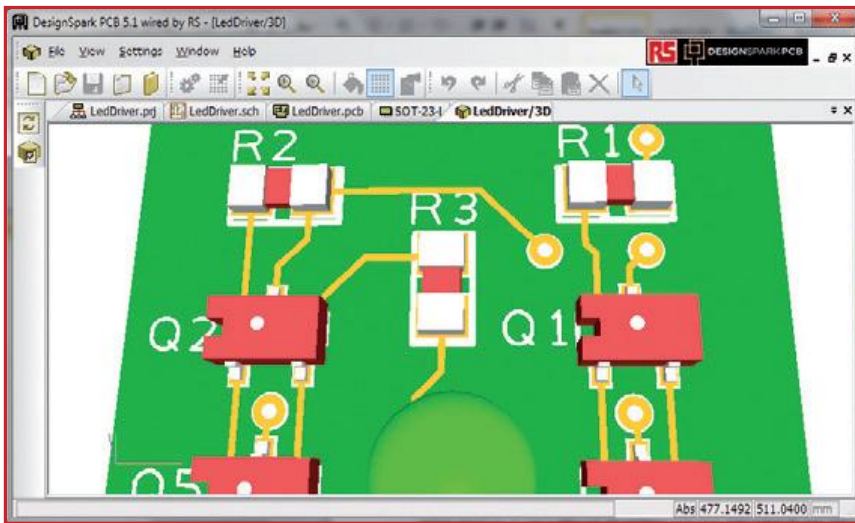 DesignSpark PCB 5.1 wired by RS - [LedDriver/3D]
File View Settings Window Help
RS DESIGNSPARK PCB
LedDriver.prj LedDriver.sch LedDriver.pcb SOT-23-I LedDriver/3D
R2 R1
R3
Q2 Q1
Q5
Abs 477.1492 511.0400 mm